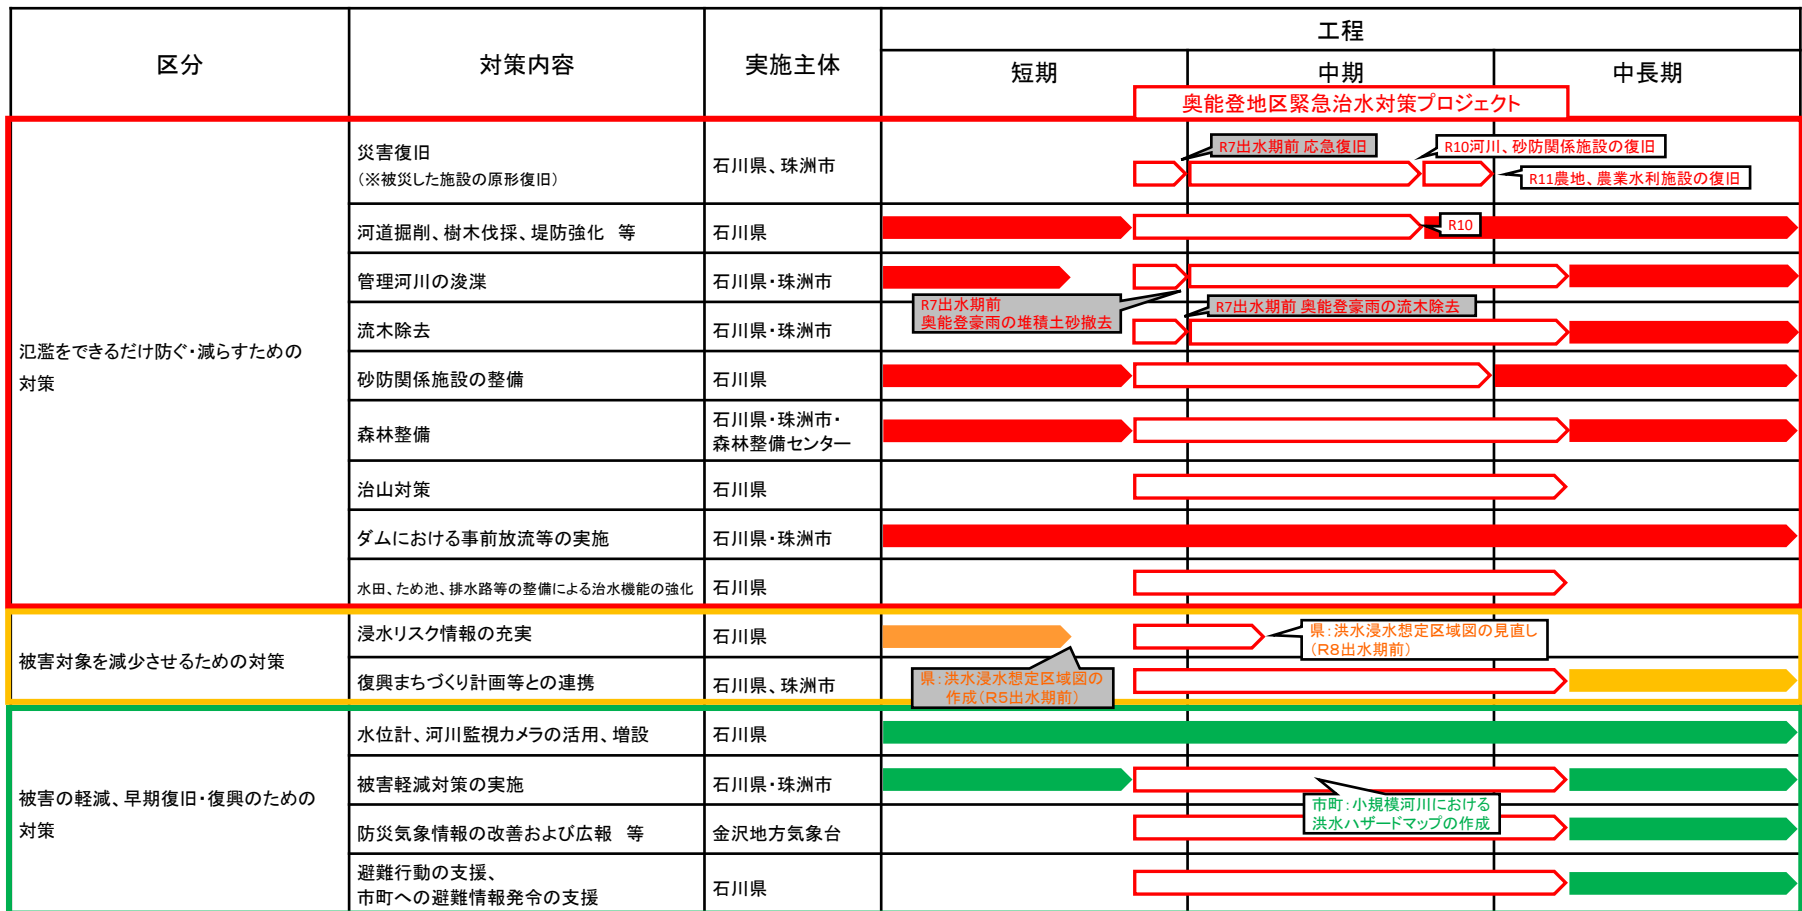 区分
対策内容
実施主体
工程
短期
中期
中長期
奥能登地区緊急治水対策プロジェクト
氾濫をできるだけ防ぐ・減らすための
対策
災害復旧
（※被災した施設の原形復旧）
石川県、珠洲市
R7出水期前 応急復旧
R10河川、砂防関係施設の復旧
R11農地、農業水利施設の復旧
河道掘削、樹木伐採、堤防強化　等
石川県
R10
管理河川の浚渫
石川県・珠洲市
R7出水期前
奥能登豪雨の堆積土砂撤去
R7出水期前 奥能登豪雨の流木除去
流木除去
石川県・珠洲市
砂防関係施設の整備
石川県
森林整備
石川県・珠洲市・
森林整備センター
治山対策
石川県
ダムにおける事前放流等の実施
石川県・珠洲市
水田、ため池、排水路等の整備による治水機能の強化
石川県
被害対象を減少させるための対策
浸水リスク情報の充実
石川県
県：洪水浸水想定区域図の見直し
（R8出水期前）
復興まちづくり計画等との連携
石川県、珠洲市
県：洪水浸水想定区域図の
作成（R5出水期前）
被害の軽減、早期復旧・復興のための
対策
水位計、河川監視カメラの活用、増設
石川県
被害軽減対策の実施
石川県・珠洲市
市町：小規模河川における
洪水ハザードマップの作成
防災気象情報の改善および広報　等
金沢地方気象台
避難行動の支援、
市町への避難情報発令の支援
石川県